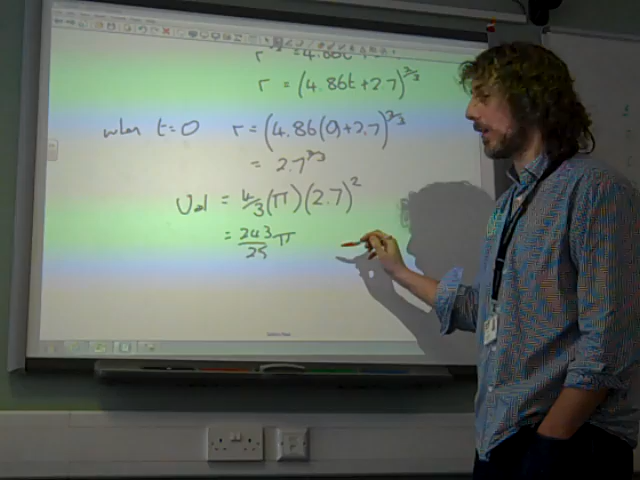 r = (4.86t+2.7)^2/3
when t=0 r = (4.86(0)+2.7)^2/3
= 2.7^2/3
Vol = 4/3(π)(2.7)^2
= 243/25 π